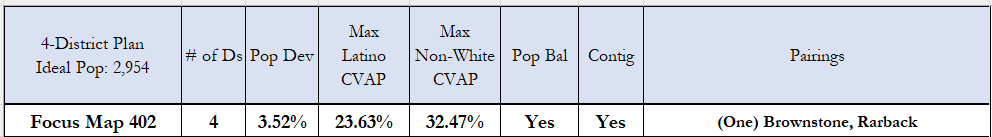 4-District Plan
Ideal Pop: 2,954
# of Ds
Pop Dev
Max
Latino
CVAP
Max
Non-White
CVAP
Pop Bal
Contig
Pairings
Focus Map 402
4
3.52%
23.63%
32.47%
Yes
Yes
(One) Brownstone, Rarback